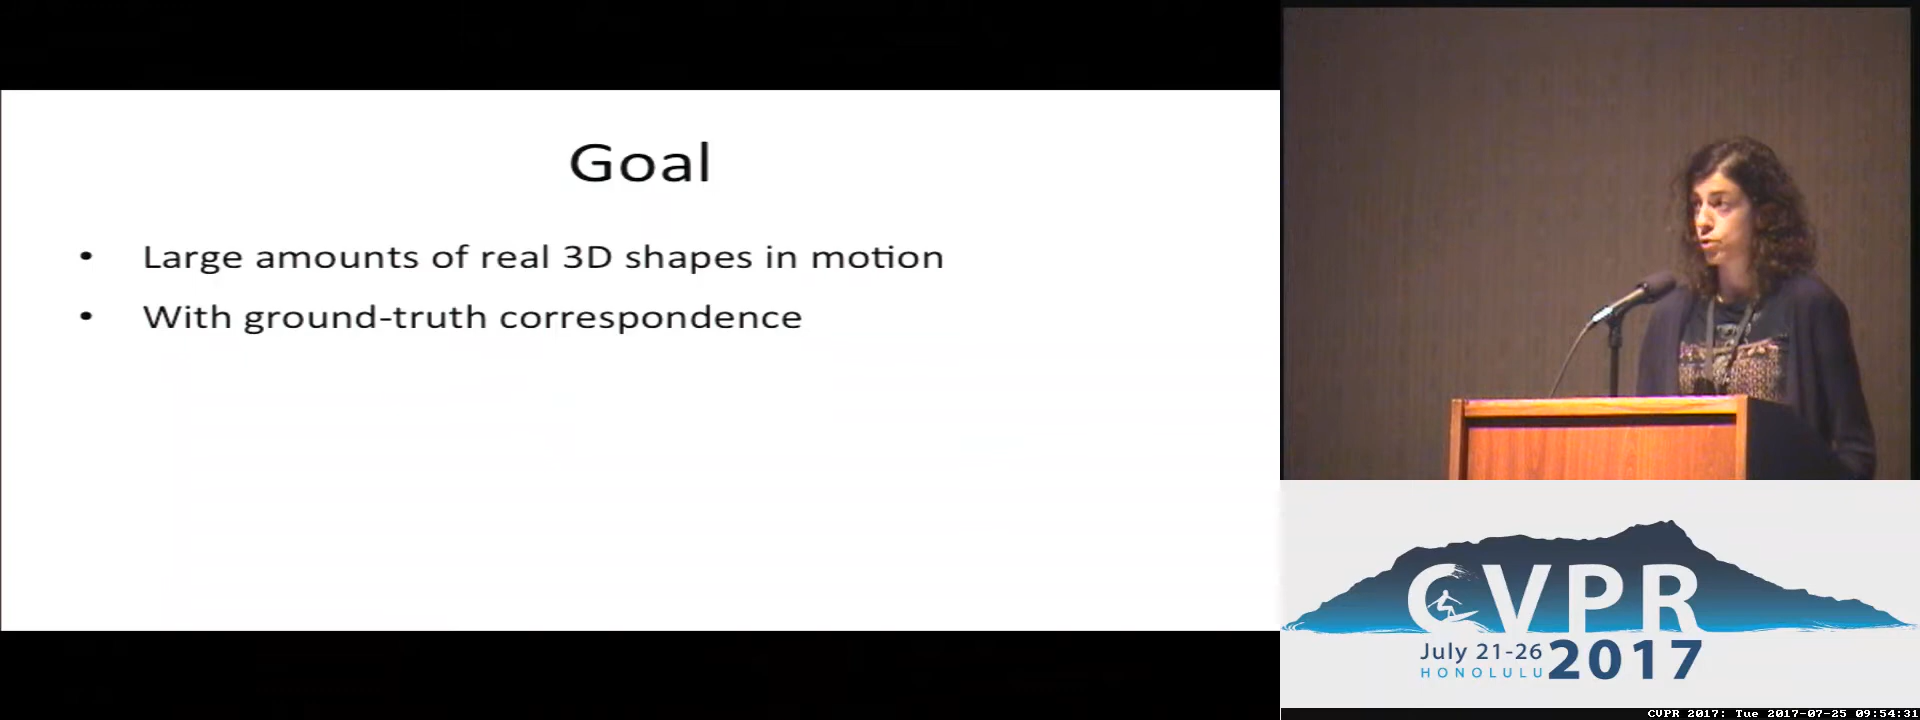 Goal
• Large amounts of real 3D shapes in motion
• With ground-truth correspondence
CVPR
July 21-26
HONOLULU
2017
CVPR 2017: Tue 2017-07-25 09:54:31